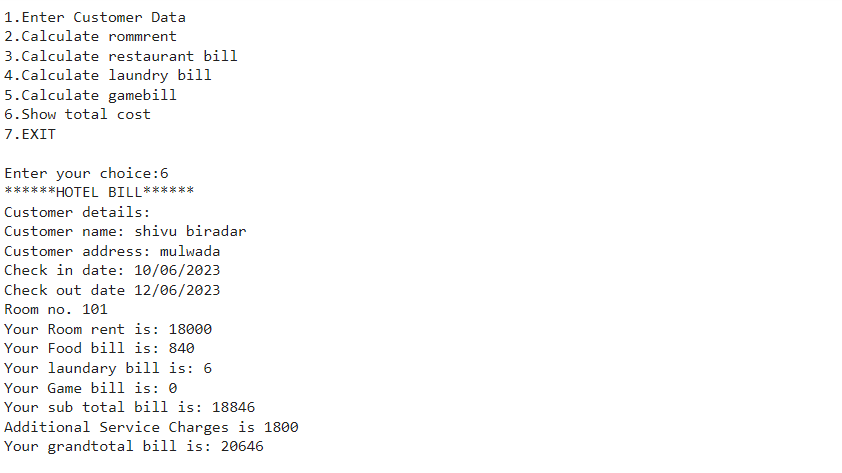 1.Enter Customer Data
2.Calculate rommrent
3.Calculate restaurant bill
4.Calculate laundry bill
5.Calculate gamebill
6.Show total cost
7.EXIT
Enter your choice:6
******HOTEL BILL******
Customer details:
Customer name: shivu biradar
Customer address: mulwada
Check in date: 10/06/2023
Check out date 12/06/2023
Room no. 101
Your Room rent is: 18000
Your Food bill is: 840
Your laundary bill is: 6
Your Game bill is: 0
Your sub total bill is: 18846
Additional Service Charges is 1800
Your grandtotal bill is: 20646